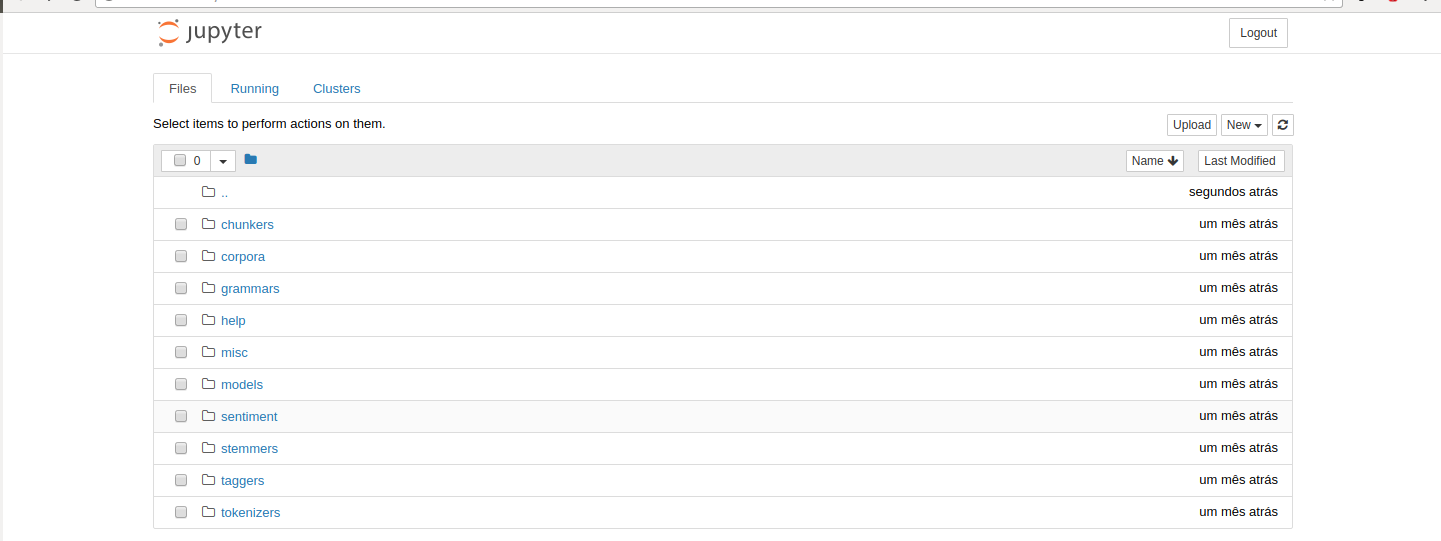 jupyter
Logout
Files Running Clusters
Select items to perform actions on them.
Upload New
0 Name Last Modified
.. segundos atrás
chunkers um mês atrás
corpora um mês atrás
grammars um mês atrás
help um mês atrás
misc um mês atrás
models um mês atrás
sentiment um mês atrás
stemmers um mês atrás
taggers um mês atrás
tokenizers um mês atrás